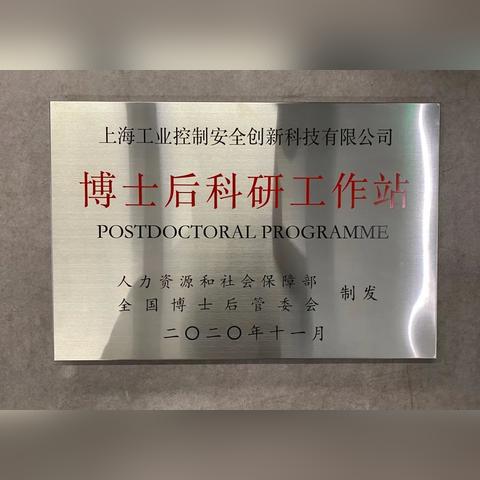 上海工业控制安全创新科技有限公司
博士后科研工作站
POSTDOCTORAL PROGRAMME
人力资源和社会保障部
全国博士后管委会
制发
二〇二〇年十一月